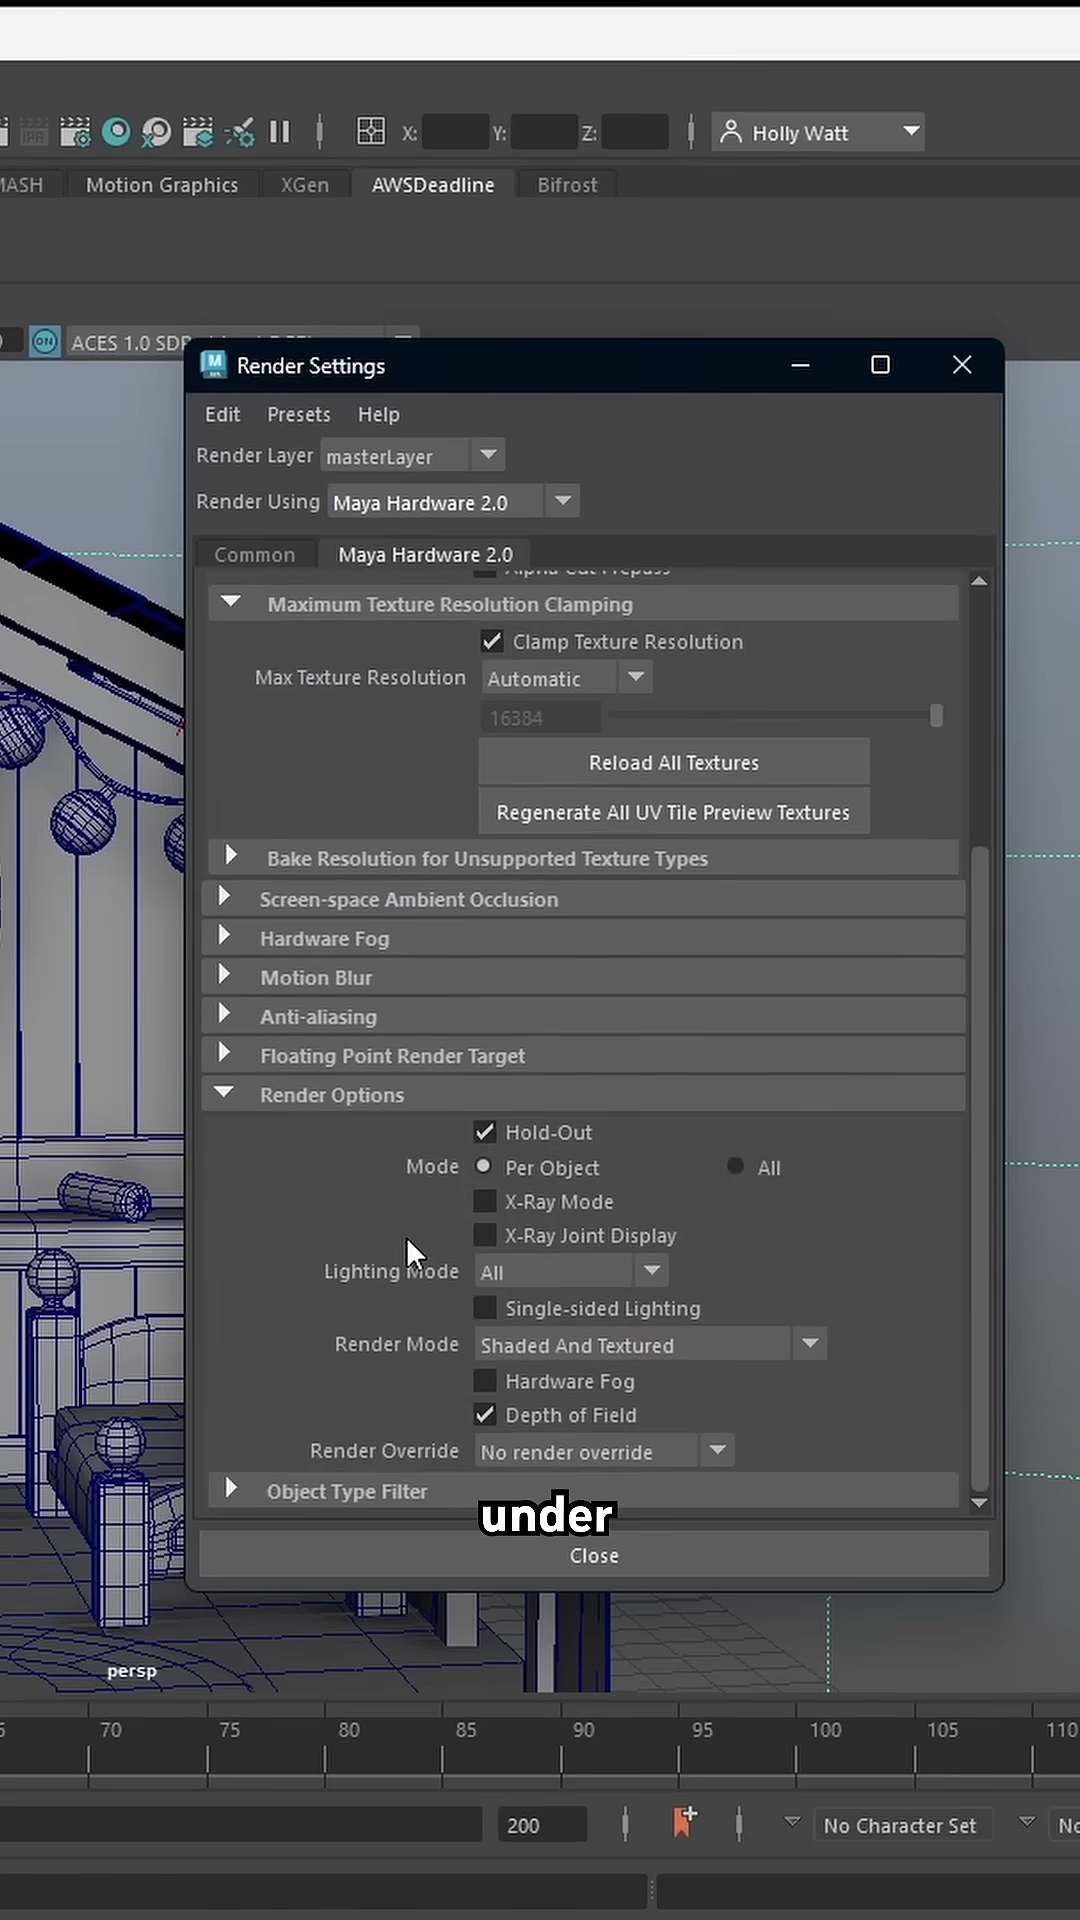 X: Y: Z: Holly Watt
MASH Motion Graphics XGen AWSDeadline Bifrost
ON ACES 1.0 SDR
Render Settings
Edit Presets Help
Render Layer masterLayer
Render Using Maya Hardware 2.0
Common Maya Hardware 2.0
Alpha Cut Prepass
Maximum Texture Resolution Clamping
Clamp Texture Resolution
Max Texture Resolution Automatic
16384
Reload All Textures
Regenerate All UV Tile Preview Textures
Bake Resolution for Unsupported Texture Types
Screen-space Ambient Occlusion
Hardware Fog
Motion Blur
Anti-aliasing
Floating Point Render Target
Render Options
Hold-Out
Mode Per Object All
X-Ray Mode
X-Ray Joint Display
Lighting Mode All
Single-sided Lighting
Render Mode Shaded And Textured
Hardware Fog
Depth of Field
Render Override No render override
Object Type Filter
under
Close
persp
70 75 80 85 90 95 100 105 110
200 No Character Set No